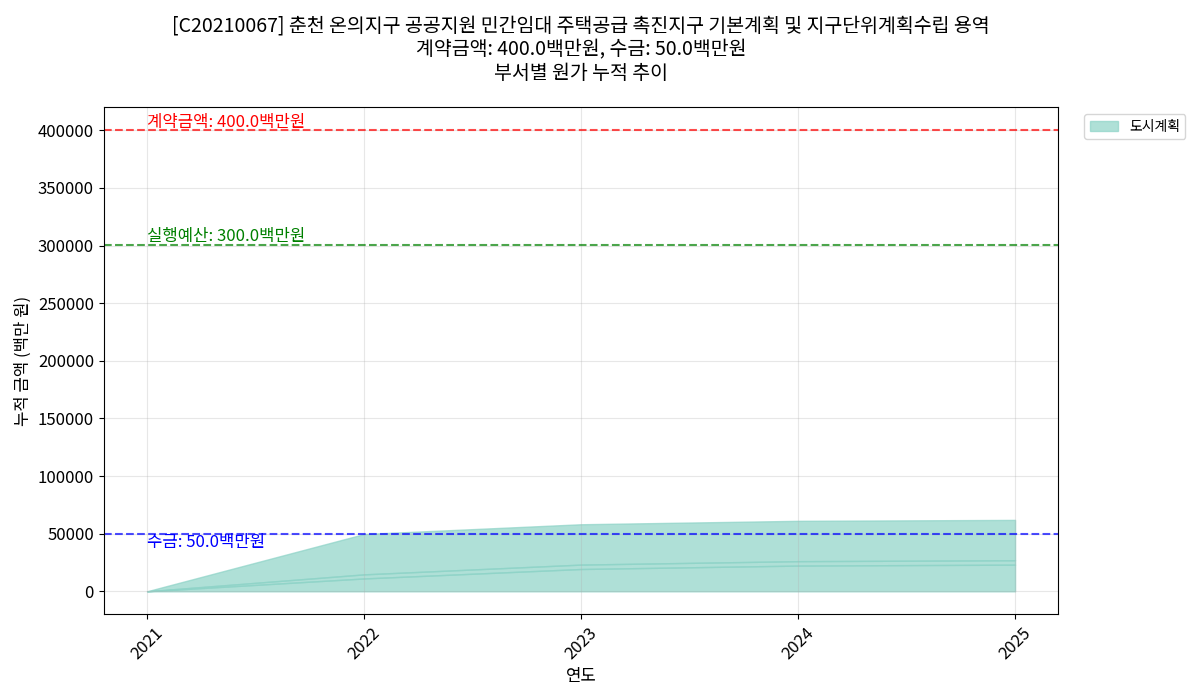 [C20210067] 춘천 온의지구 공공지원 민간임대 주택공급 촉진지구 기본계획 및 지구단위계획수립 용역
계약금액: 400.0백만원, 수금: 50.0백만원
부서별 원가 누적 추이
누적 금액 (백만 원)
400000
350000
300000
250000
200000
150000
100000
50000
0
계약금액: 400.0백만원
실행예산: 300.0백만원
수금: 50.0백만원
도시계획
2021
2022
2023
2024
2025
연도